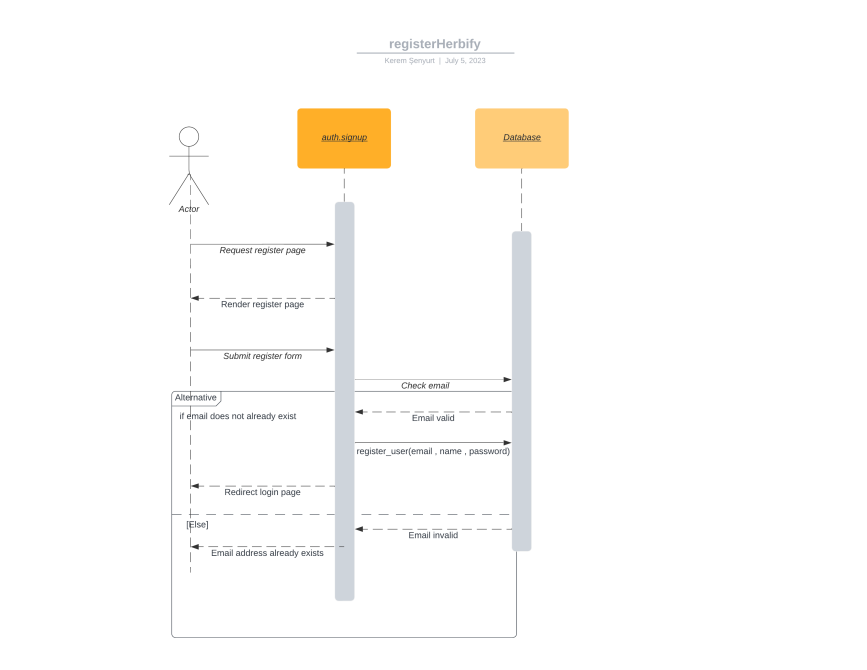 registerHerbify
Kerem Şenyurt | July 5, 2023
auth.signup
Database
Actor
Request register page
Render register page
Submit register form
Check email
Alternative
if email does not already exist
Email valid
register_user(email , name , password)
Redirect login page
[Else]
Email invalid
Email address already exists